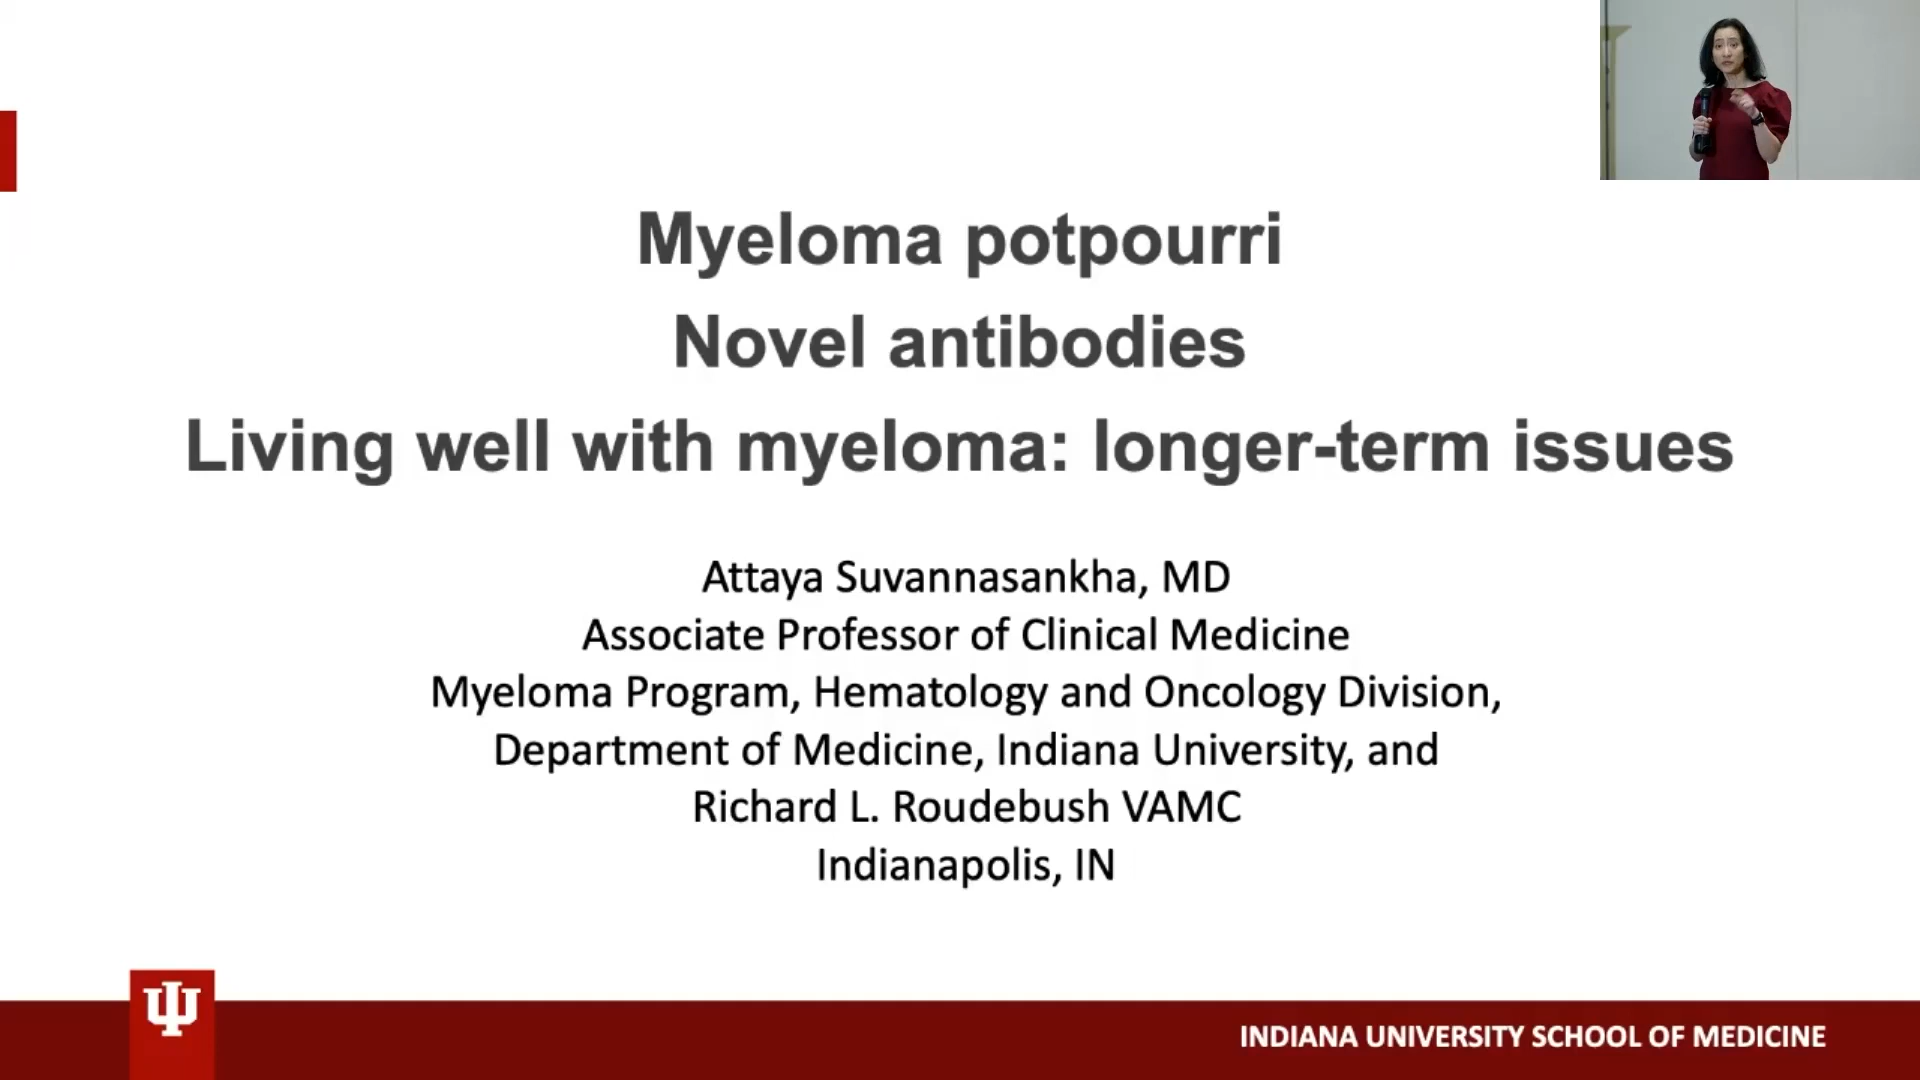 Myeloma potpourri
Novel antibodies
Living well with myeloma: longer-term issues
Attaya Suvannasankha, MD
Associate Professor of Clinical Medicine
Myeloma Program, Hematology and Oncology Division,
Department of Medicine, Indiana University, and
Richard L. Roudebush VAMC
Indianapolis, IN
INDIANA UNIVERSITY SCHOOL OF MEDICINE